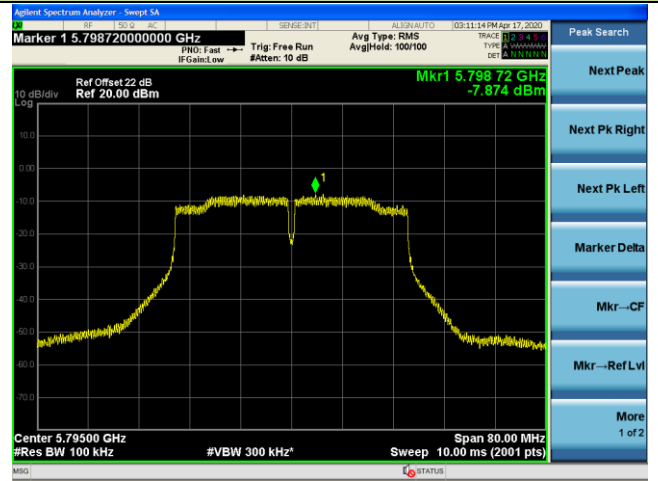 Agilent Spectrum Analyzer - Swept SA
RF 50 Ω AC SENSE:INT ALIGN AUTO 03:11:14 PM Apr 17, 2020
Marker 1 5.798720000000 GHz
PNO: Fast
IFGain:Low
Trig: Free Run
#Atten: 10 dB
Avg Type: RMS
Avg|Hold: 100/100
TRACE 1 2 3 4 5 6
TYPE A WWWWW
DET A N N N N N
Peak Search
Ref Offset 22 dB
10 dB/div Ref 20.00 dBm
Log
Mkr1 5.798 72 GHz
-7.874 dBm
10.0
0.00
-10.0
-20.0
-30.0
-40.0
-50.0
-60.0
-70.0
1
Center 5.79500 GHz Span 80.00 MHz
#Res BW 100 kHz #VBW 300 kHz* Sweep 10.00 ms (2001 pts)
MSG STATUS
Next Peak
Next Pk Right
Next Pk Left
Marker Delta
Mkr→CF
Mkr→Ref Lvl
More
1 of 2